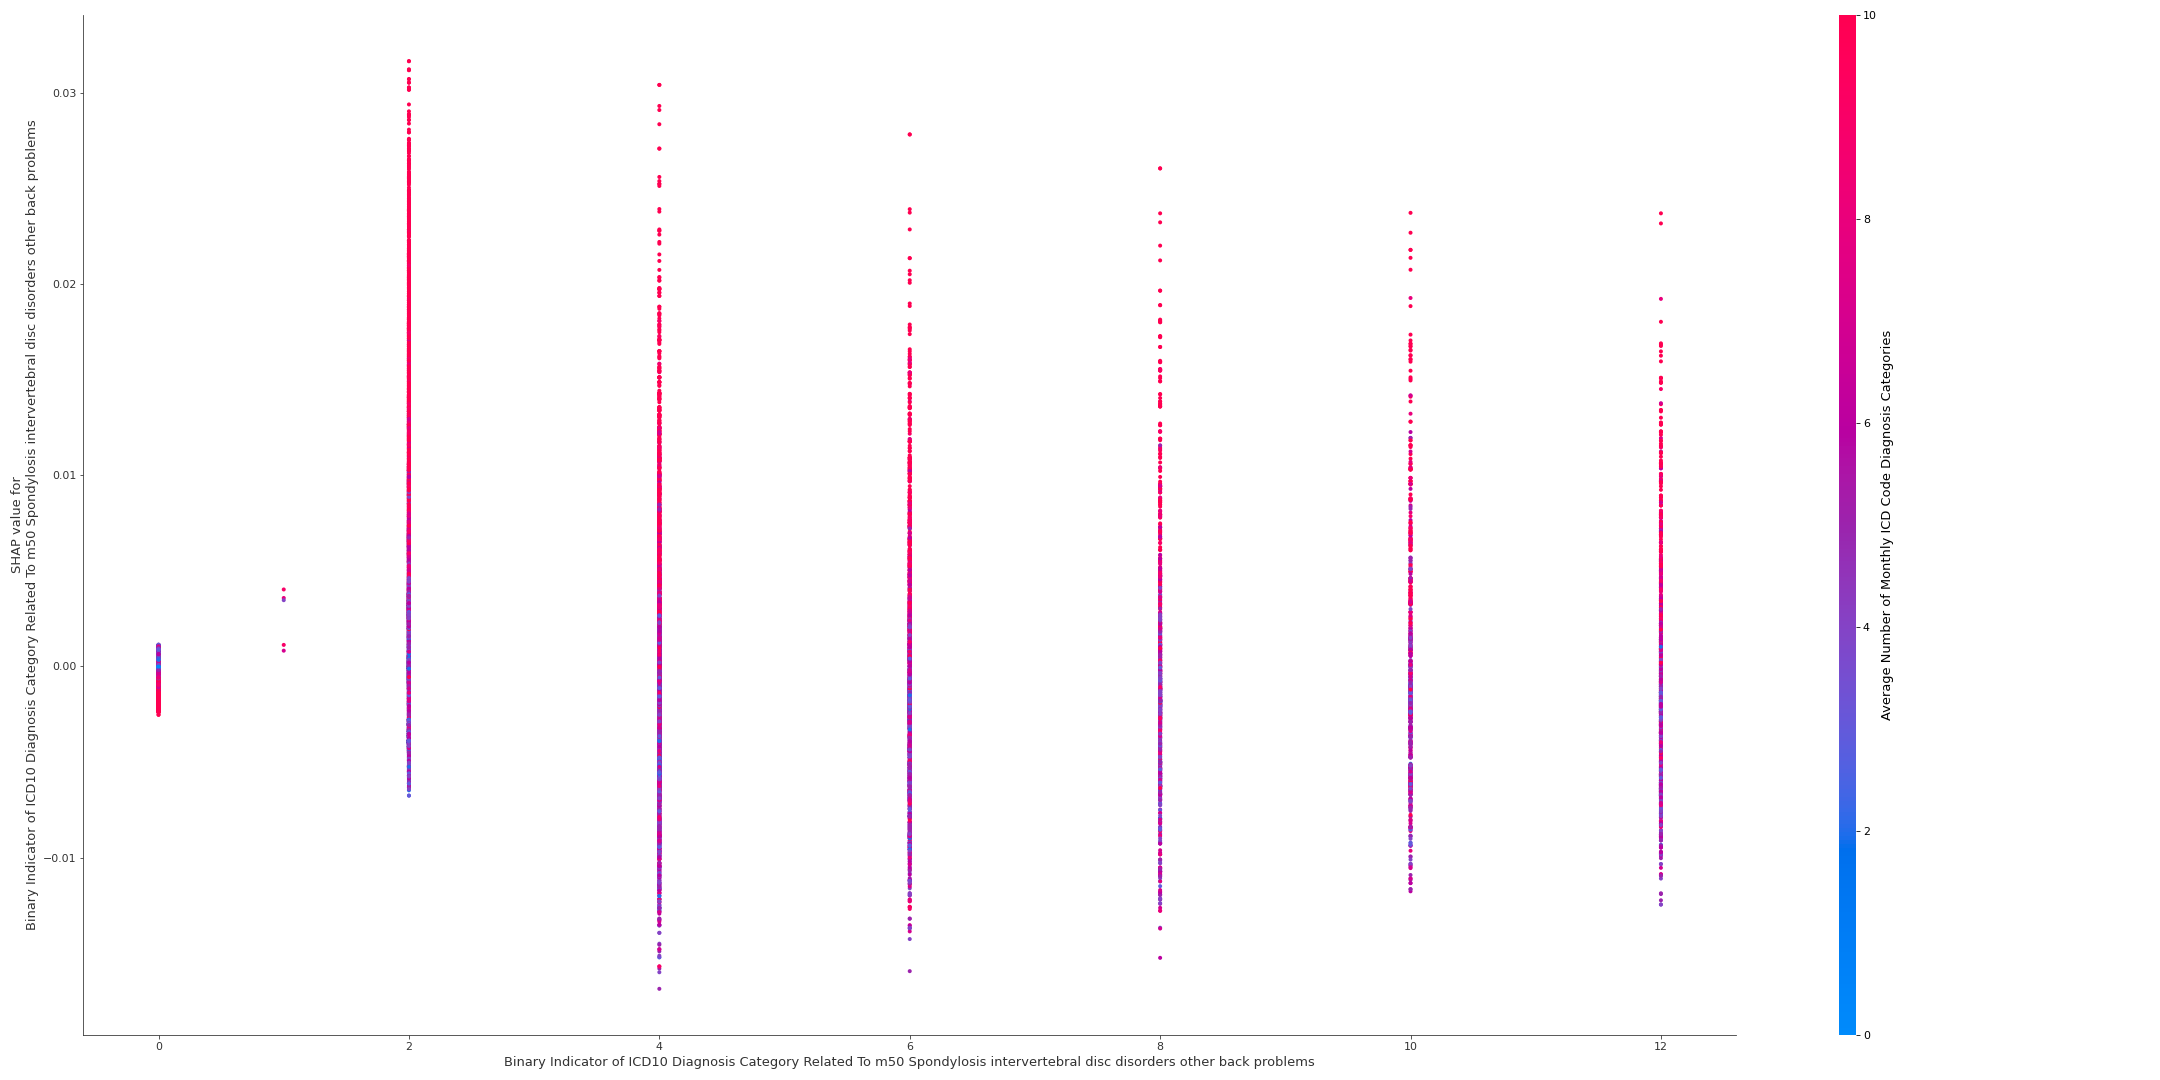 SHAP value for
Binary Indicator of ICD10 Diagnosis Category Related To m50 Spondylosis intervertebral disc disorders other back problems
0.03
0.02
0.01
0.00
−0.01
0 2 4 6 8 10 12
Binary Indicator of ICD10 Diagnosis Category Related To m50 Spondylosis intervertebral disc disorders other back problems
10
8
6
4
2
0
Average Number of Monthly ICD Code Diagnosis Categories